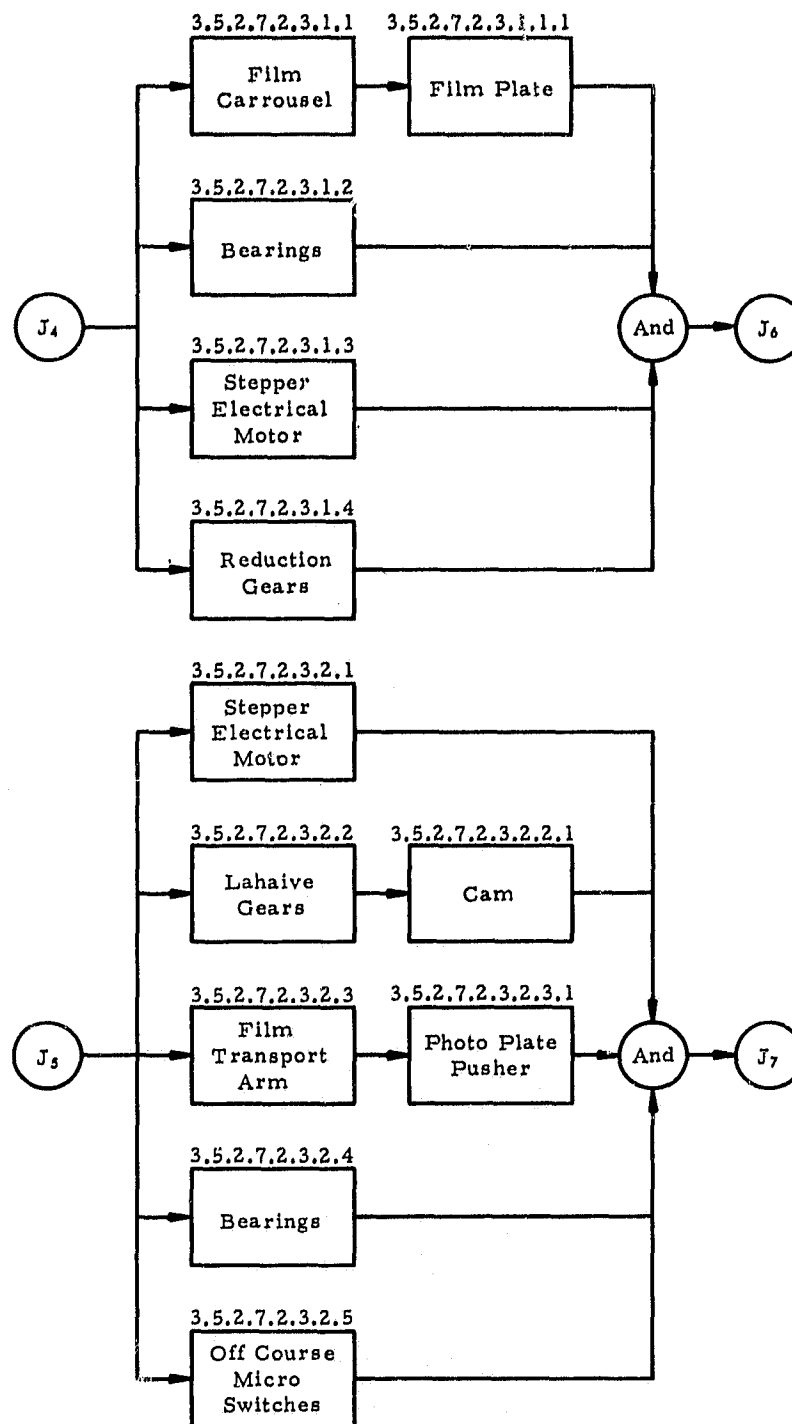 3.5.2.7.2.3.1.1
Film
Carrousel
3.5.2.7.2.3.1.1.1
Film Plate
3.5.2.7.2.3.1.2
Bearings
J4
And
J6
3.5.2.7.2.3.1.3
Stepper
Electrical
Motor
3.5.2.7.2.3.1.4
Reduction
Gears
3.5.2.7.2.3.2.1
Stepper
Electrical
Motor
3.5.2.7.2.3.2.2
Lahaive
Gears
3.5.2.7.2.3.2.2.1
Cam
3.5.2.7.2.3.2.3
Film
Transport
Arm
3.5.2.7.2.3.2.3.1
Photo Plate
Pusher
J5
And
J7
3.5.2.7.2.3.2.4
Bearings
3.5.2.7.2.3.2.5
Off Course
Micro
Switches